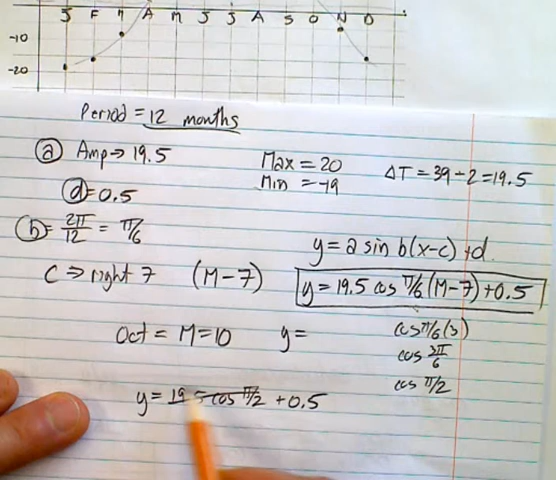 J F M A M J J A S O N D
-10
-20
Period = 12 months
a Amp → 19.5
Max = 20
Min = -19
ΔT = 39 ÷ 2 = 19.5
d = 0.5
b = 2π/12 = π/6
y = a sin b(x-c) + d
C ⇒ right 7 (M-7)
y = 19.5 cos π/6 (M-7) + 0.5
Oct = M = 10 y =
cos π/6 (3)
cos 3π/6
cos π/2
y = 19.5 cos π/2 + 0.5